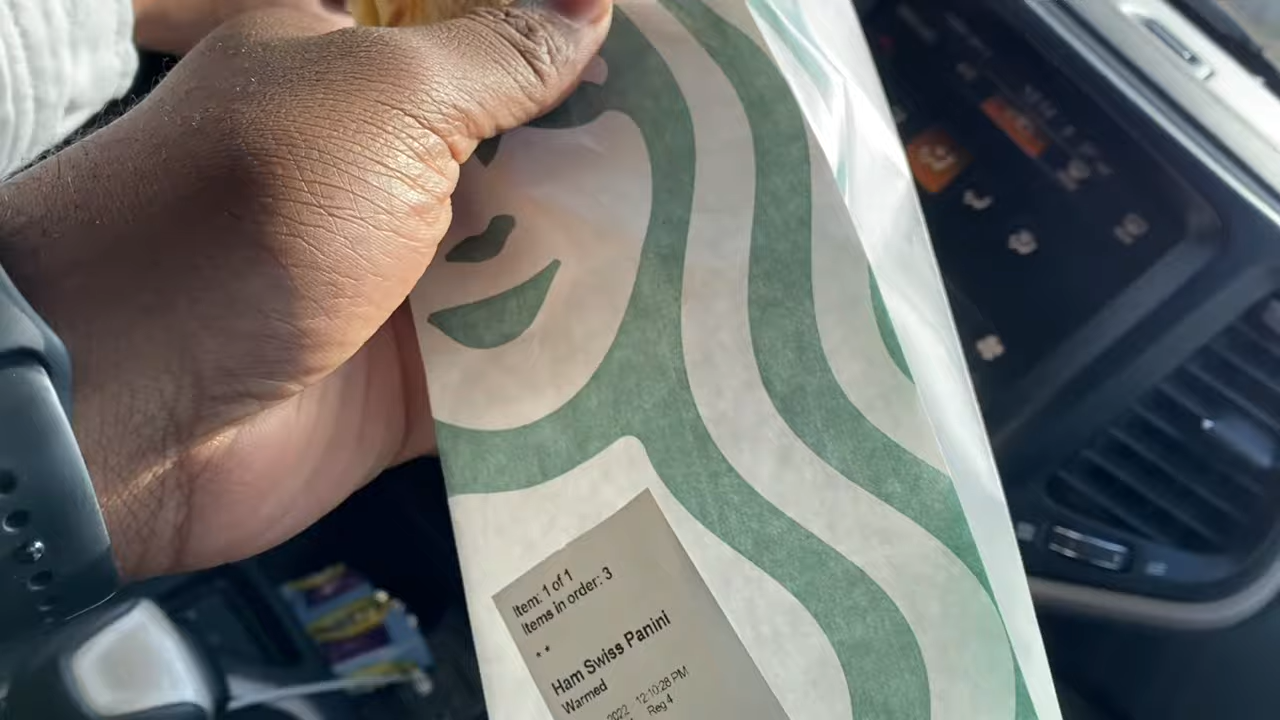 Item: 1 of 1
Items in order: 3
* *
Ham Swiss Panini
Warmed
2022 12:10:28 PM
Reg 4